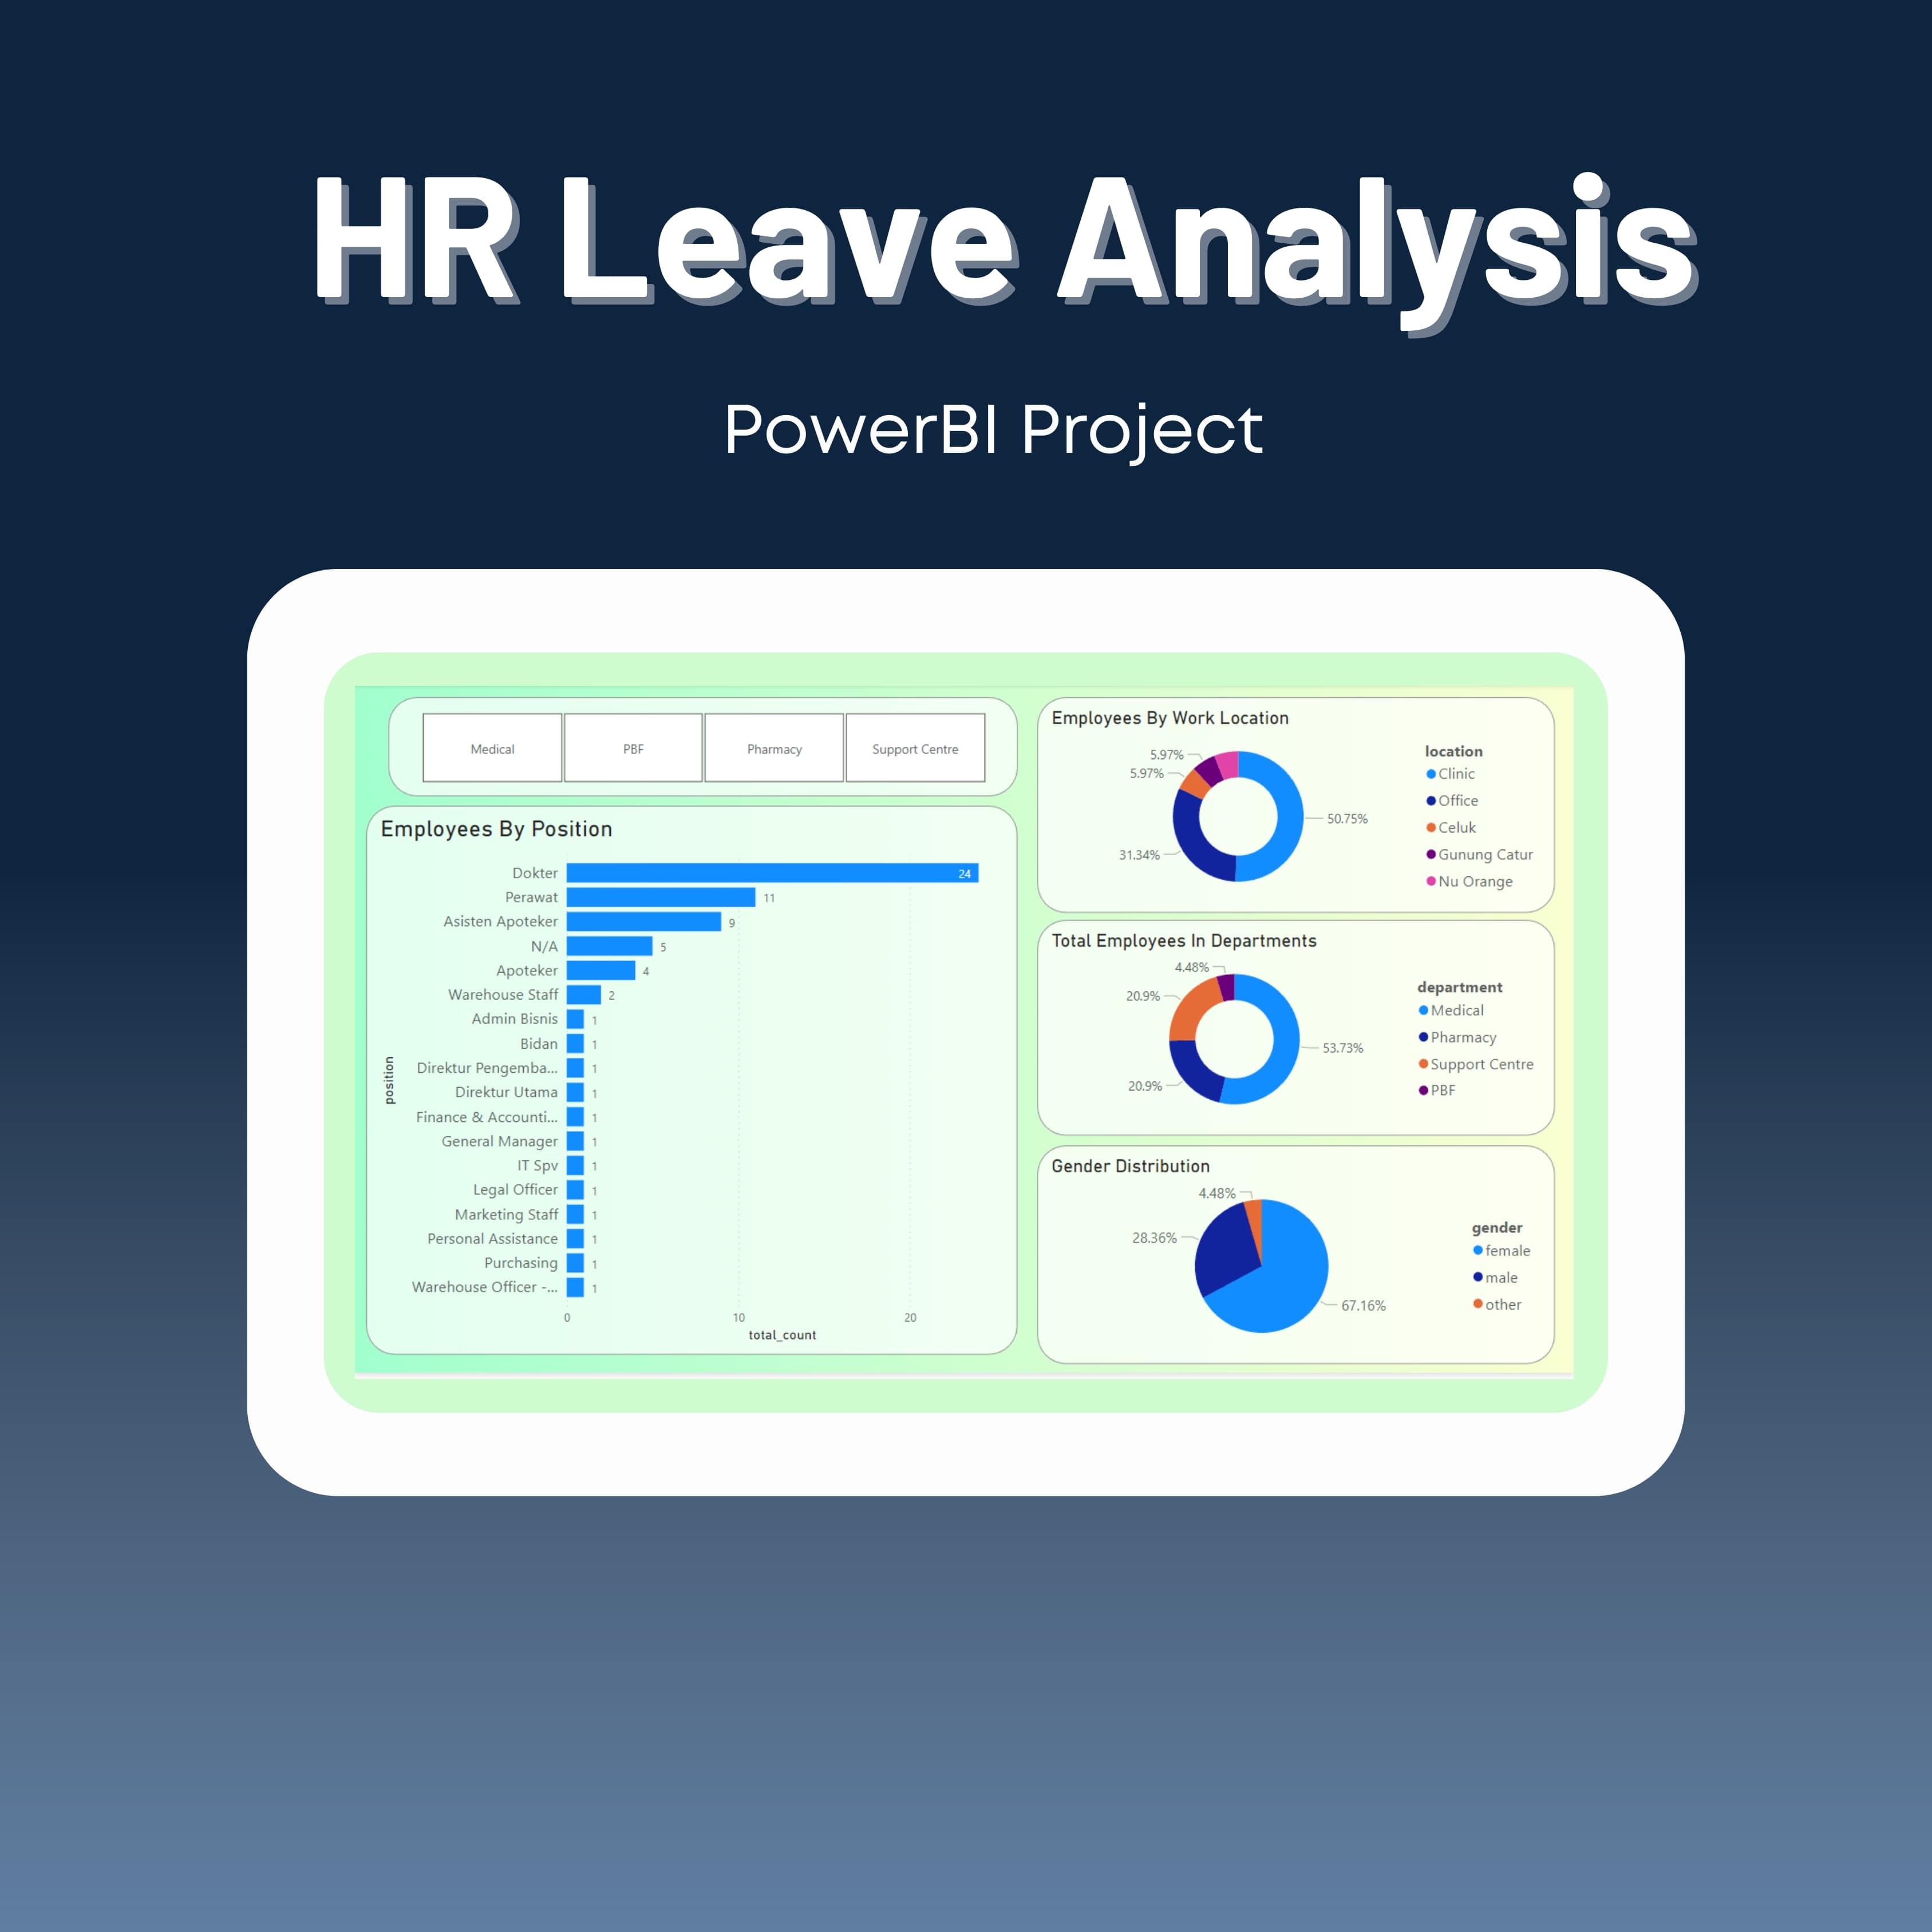 HR Leave Analysis
PowerBI Project
Medical
PBF
Pharmacy
Support Centre
Employees By Position
position
Dokter 24
Perawat 11
Asisten Apoteker 9
N/A 5
Apoteker 4
Warehouse Staff 2
Admin Bisnis 1
Bidan 1
Direktur Pengemba... 1
Direktur Utama 1
Finance & Accounti... 1
General Manager 1
IT Spv 1
Legal Officer 1
Marketing Staff 1
Personal Assistance 1
Purchasing 1
Warehouse Officer -... 1
0 10 20
total_count
Employees By Work Location
5.97%
5.97%
31.34%
50.75%
location
Clinic
Office
Celuk
Gunung Catur
Nu Orange
Total Employees In Departments
4.48%
20.9%
20.9%
53.73%
department
Medical
Pharmacy
Support Centre
PBF
Gender Distribution
4.48%
28.36%
67.16%
gender
female
male
other